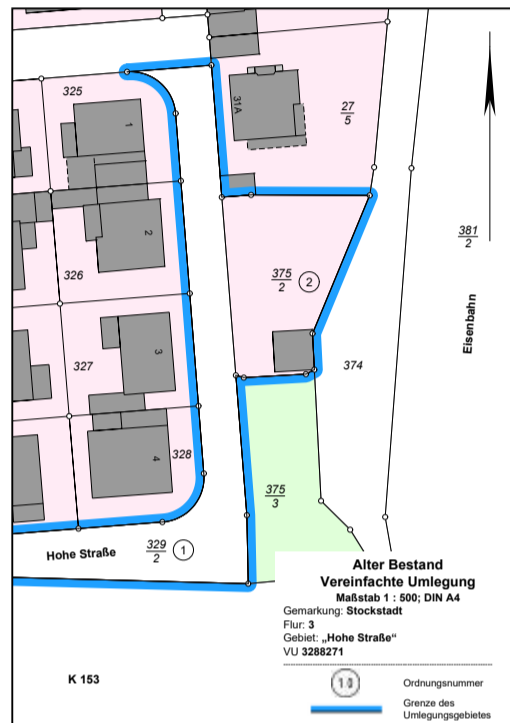 325
1
31A
27
5
2
381
2
326
375
2
2
Eisenbahn
3
327
374
4
328
375
3
Hohe Straße
329
2
1
Alter Bestand
Vereinfachte Umlegung
Maßstab 1 : 500; DIN A4
Gemarkung: Stockstadt
Flur: 3
Gebiet: „Hohe Straße“
VU 3288271
K 153
Ordnungsnummer
Grenze des
Umlegungsgebietes